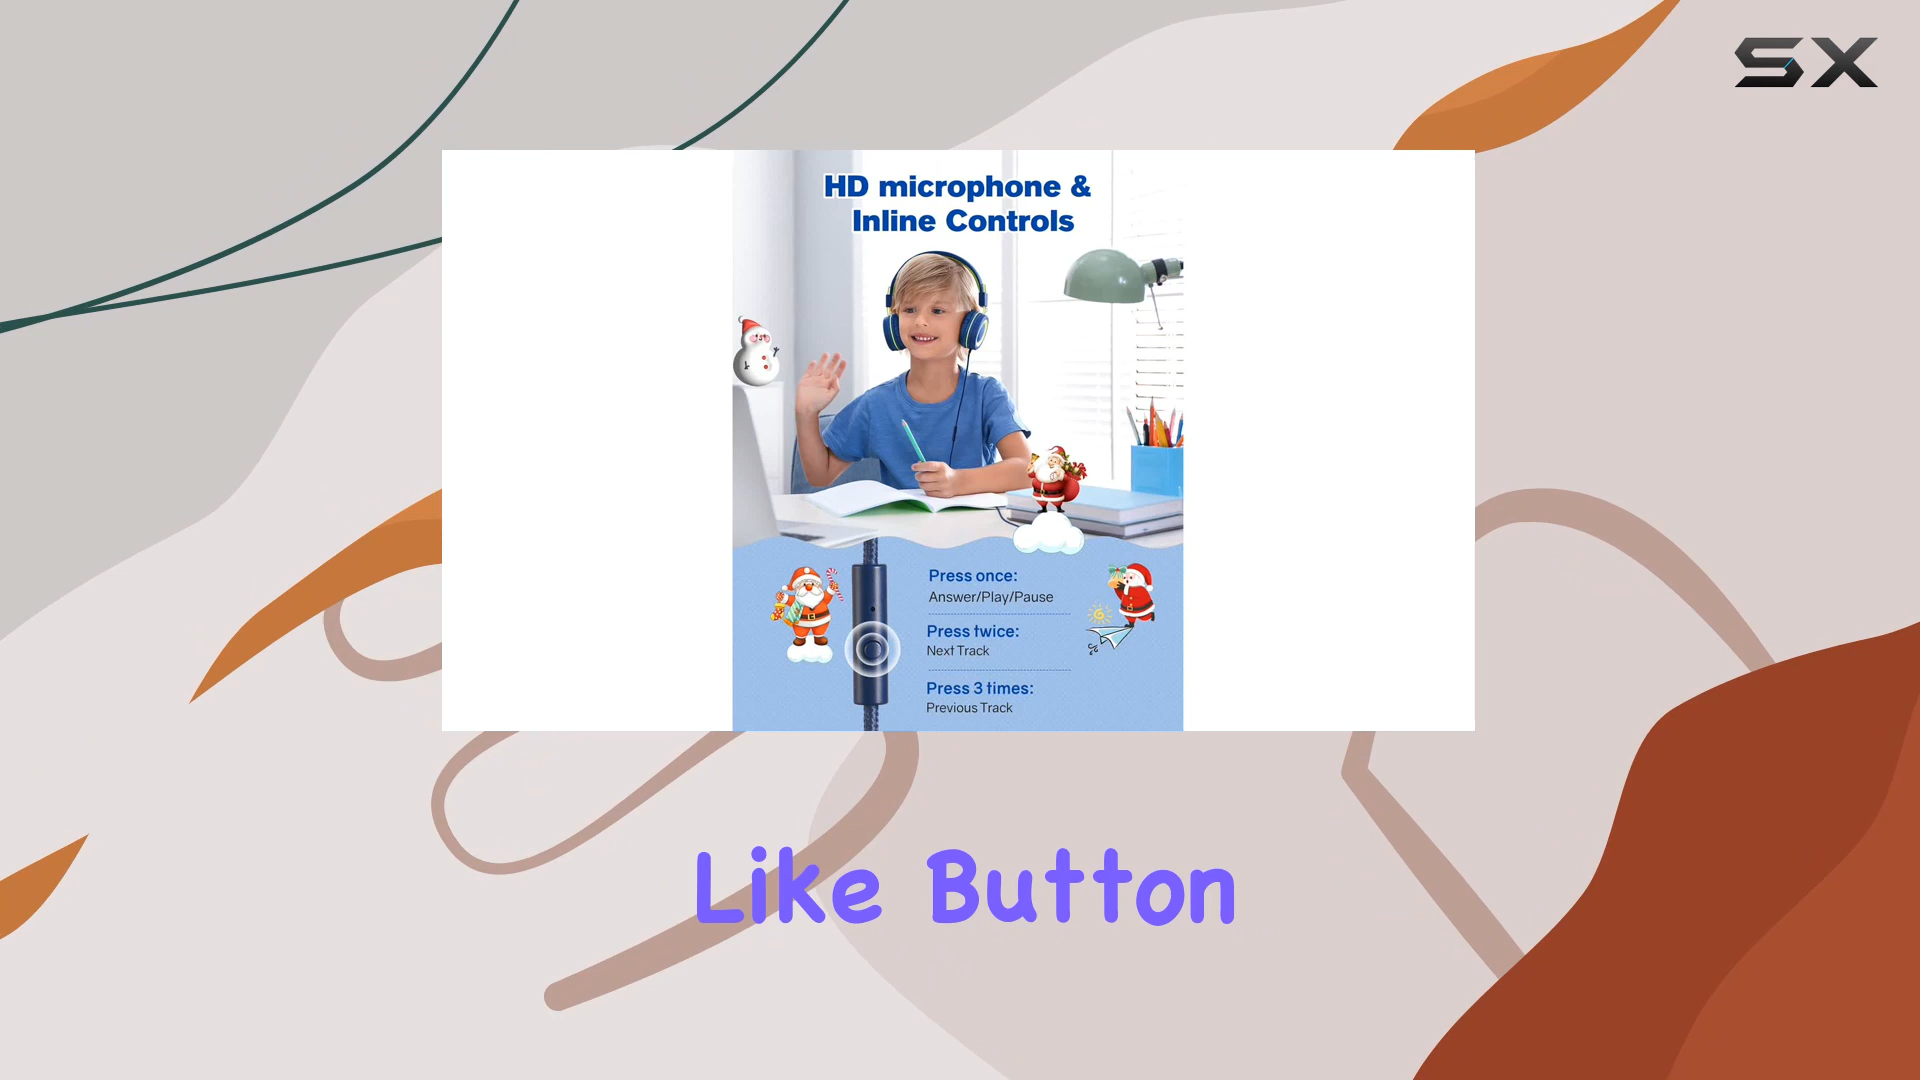 SX
HD microphone &
Inline Controls
Press once:
Answer/Play/Pause
Press twice:
Next Track
Press 3 times:
Previous Track
Like Button